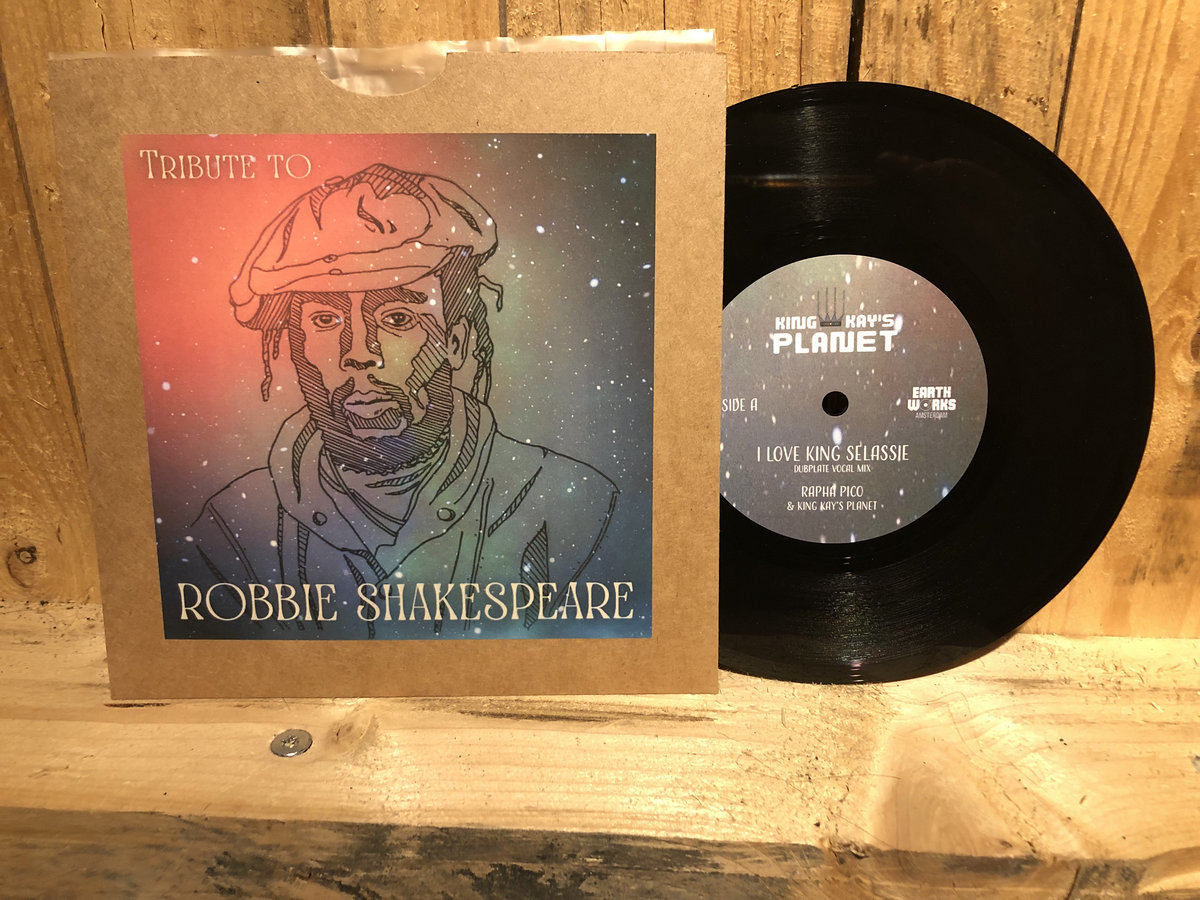 TRIBUTE TO
ROBBIE SHAKESPEARE
KING KAY'S
PLANET
SIDE A
EARTH
WORKS
AMSTERDAM
I LOVE KING SELASSIE
DUBPLATE VOCAL MIX
RAPHA PICO
& KING KAY'S PLANET